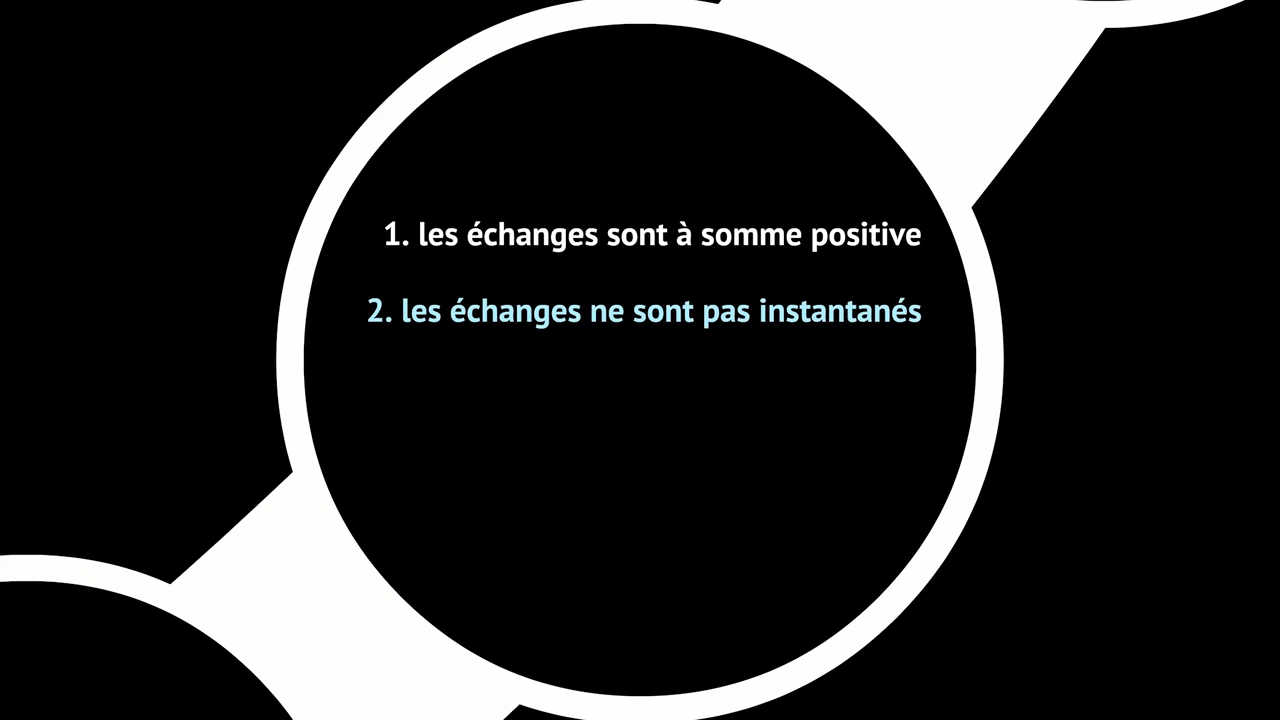 1. les échanges sont à somme positive
2. les échanges ne sont pas instantanés